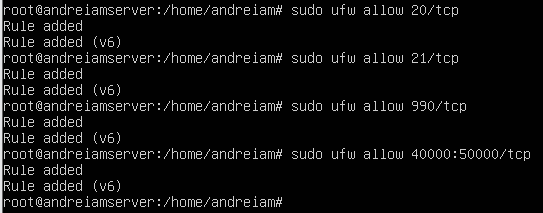 root@andreiamserver:/home/andreiam# sudo ufw allow 20/tcp
Rule added
Rule added (v6)
root@andreiamserver:/home/andreiam# sudo ufw allow 21/tcp
Rule added
Rule added (v6)
root@andreiamserver:/home/andreiam# sudo ufw allow 990/tcp
Rule added
Rule added (v6)
root@andreiamserver:/home/andreiam# sudo ufw allow 40000:50000/tcp
Rule added
Rule added (v6)
root@andreiamserver:/home/andreiam#